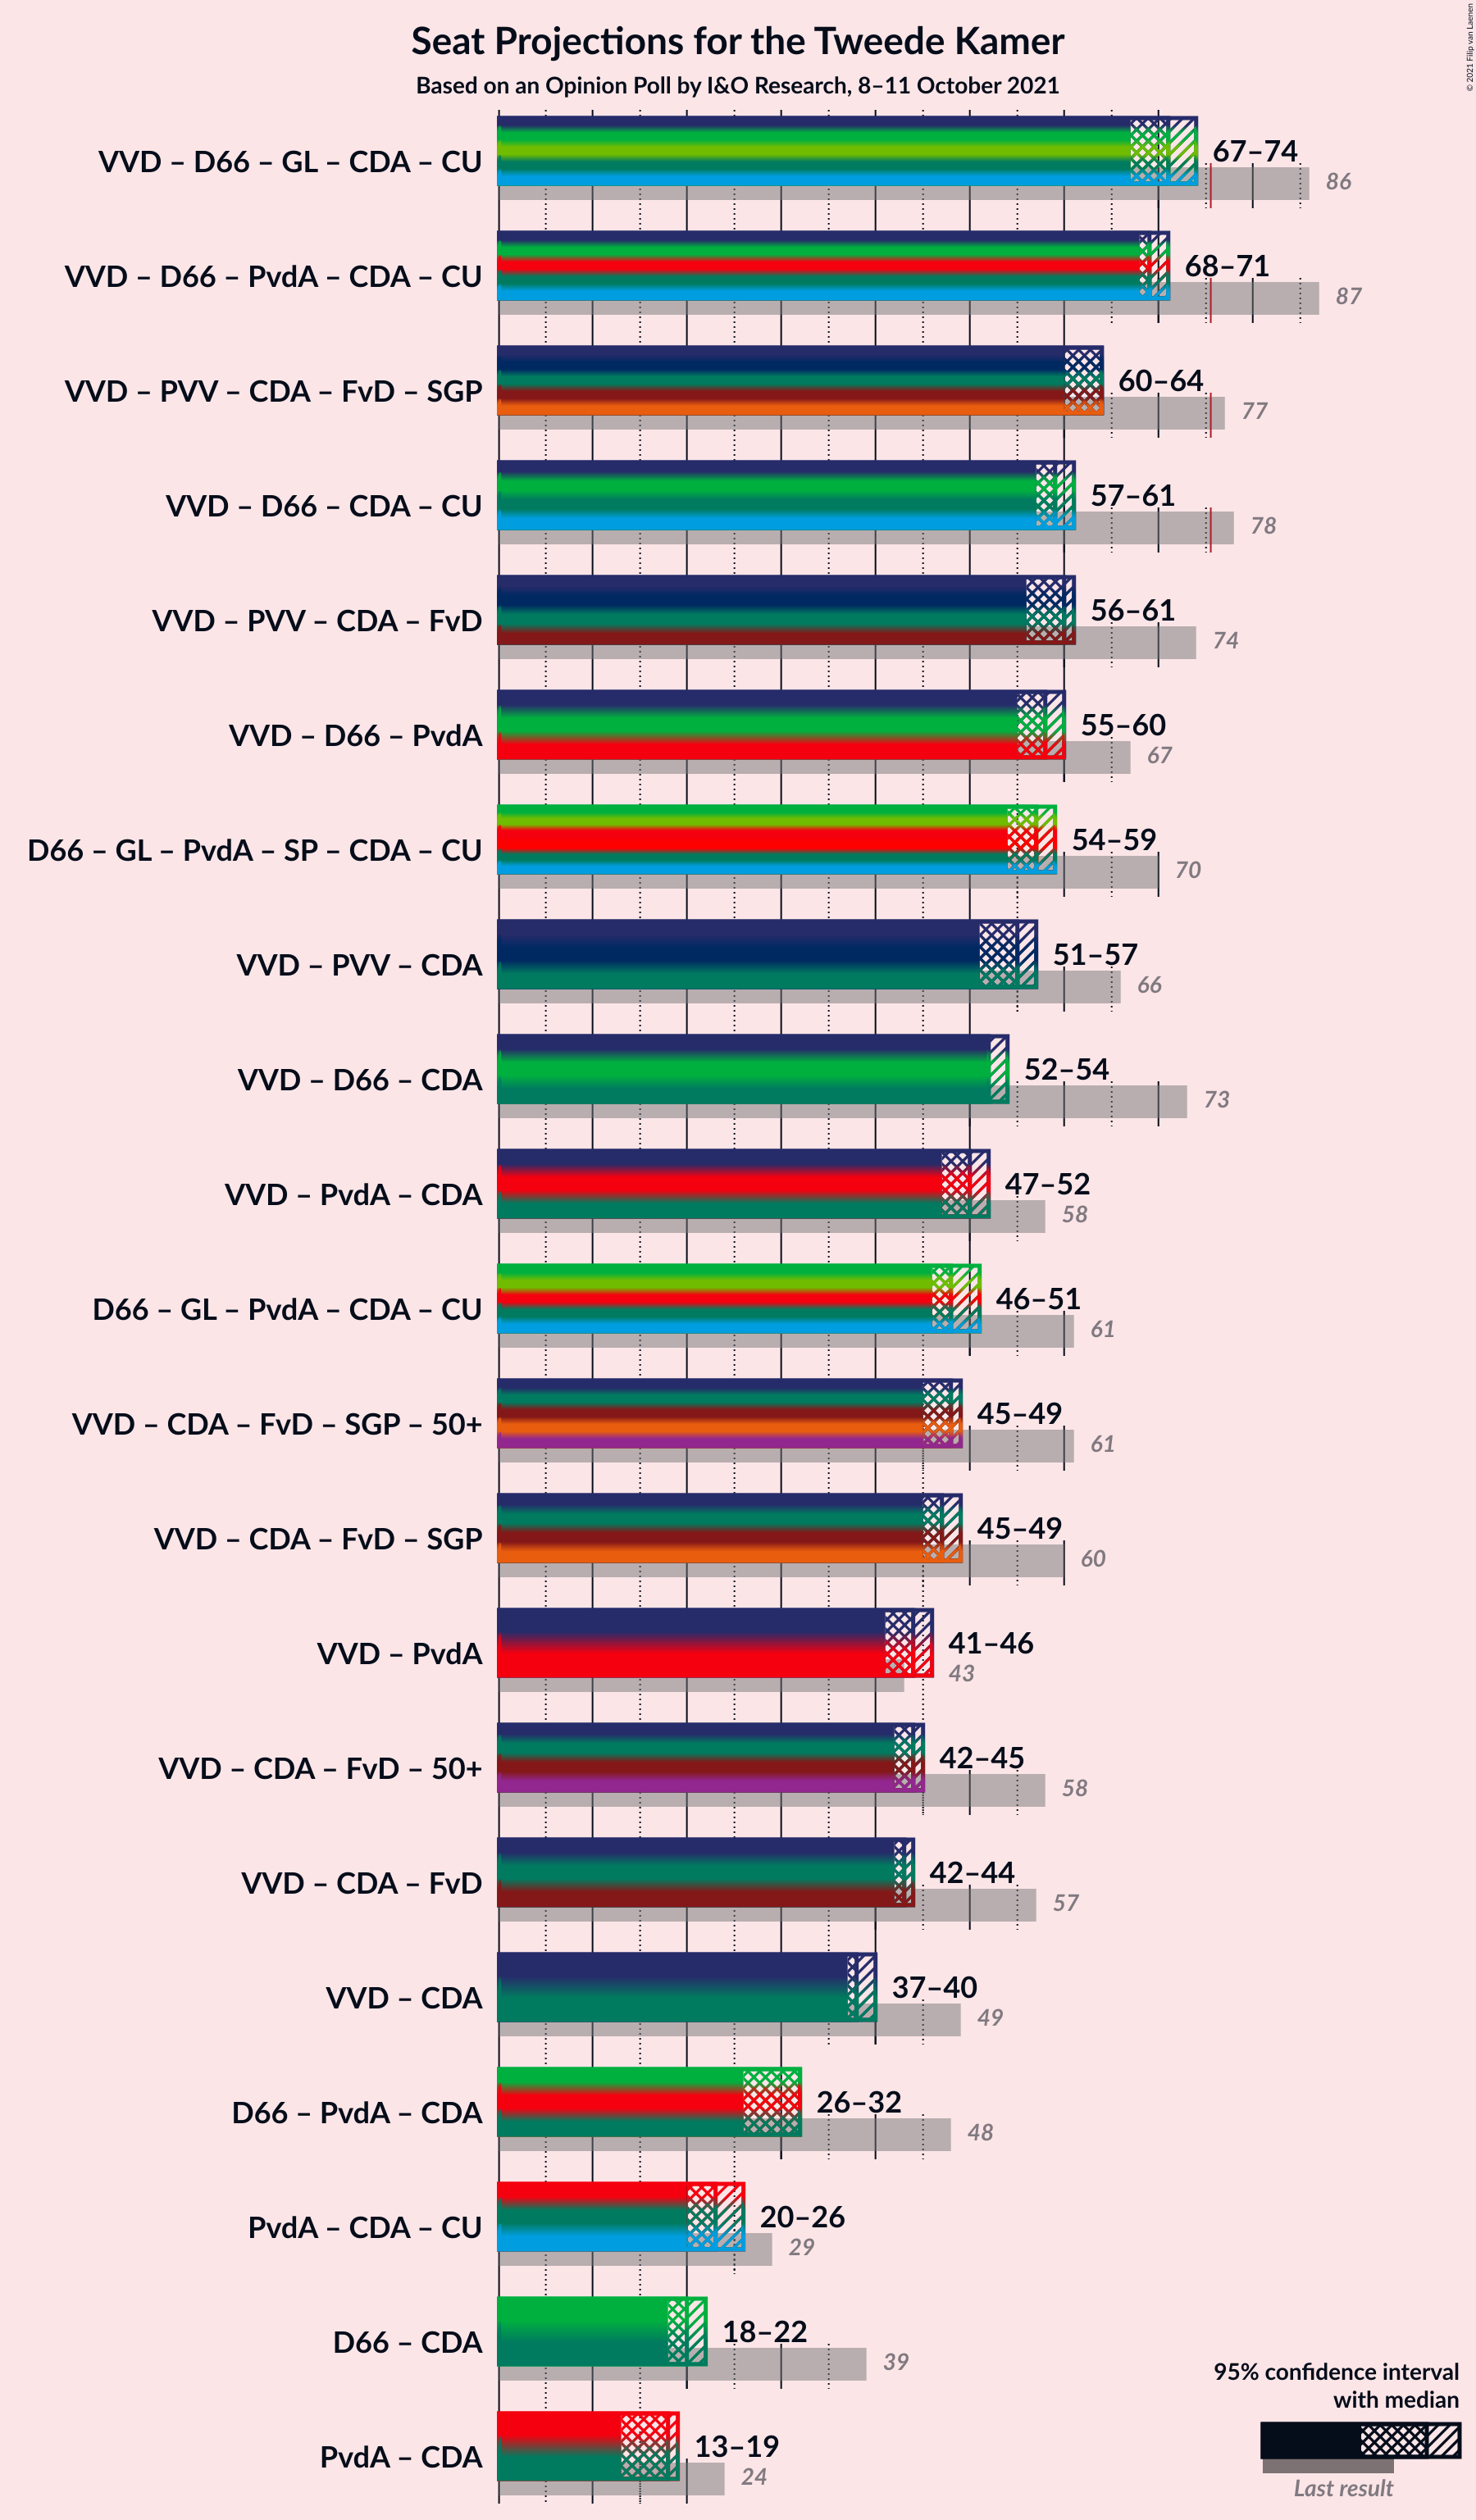 Seat Projections for the Tweede Kamer
Based on an Opinion Poll by I&O Research, 8–11 October 2021
© 2021 Filip van Laenen
VVD – D66 – GL – CDA – CU
67–74
86
VVD – D66 – PvdA – CDA – CU
68–71
87
VVD – PVV – CDA – FvD – SGP
60–64
77
VVD – D66 – CDA – CU
57–61
78
VVD – PVV – CDA – FvD
56–61
74
VVD – D66 – PvdA
55–60
67
D66 – GL – PvdA – SP – CDA – CU
54–59
70
VVD – PVV – CDA
51–57
66
VVD – D66 – CDA
52–54
73
VVD – PvdA – CDA
47–52
58
D66 – GL – PvdA – CDA – CU
46–51
61
VVD – CDA – FvD – SGP – 50+
45–49
61
VVD – CDA – FvD – SGP
45–49
60
VVD – PvdA
41–46
43
VVD – CDA – FvD – 50+
42–45
58
VVD – CDA – FvD
42–44
57
VVD – CDA
37–40
49
D66 – PvdA – CDA
26–32
48
PvdA – CDA – CU
20–26
29
D66 – CDA
18–22
39
PvdA – CDA
13–19
24
95% confidence interval
with median
Last result